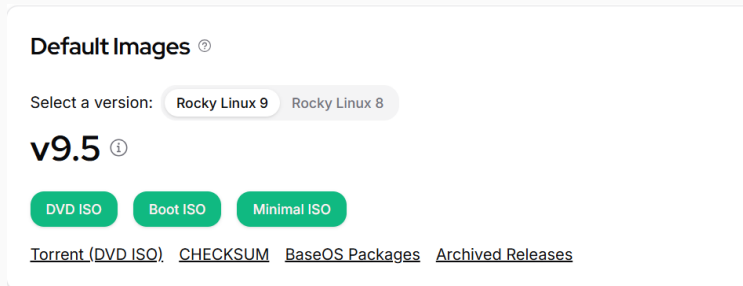 Default Images
Select a version: Rocky Linux 9 Rocky Linux 8
v9.5
DVD ISO Boot ISO Minimal ISO
Torrent (DVD ISO) CHECKSUM BaseOS Packages Archived Releases